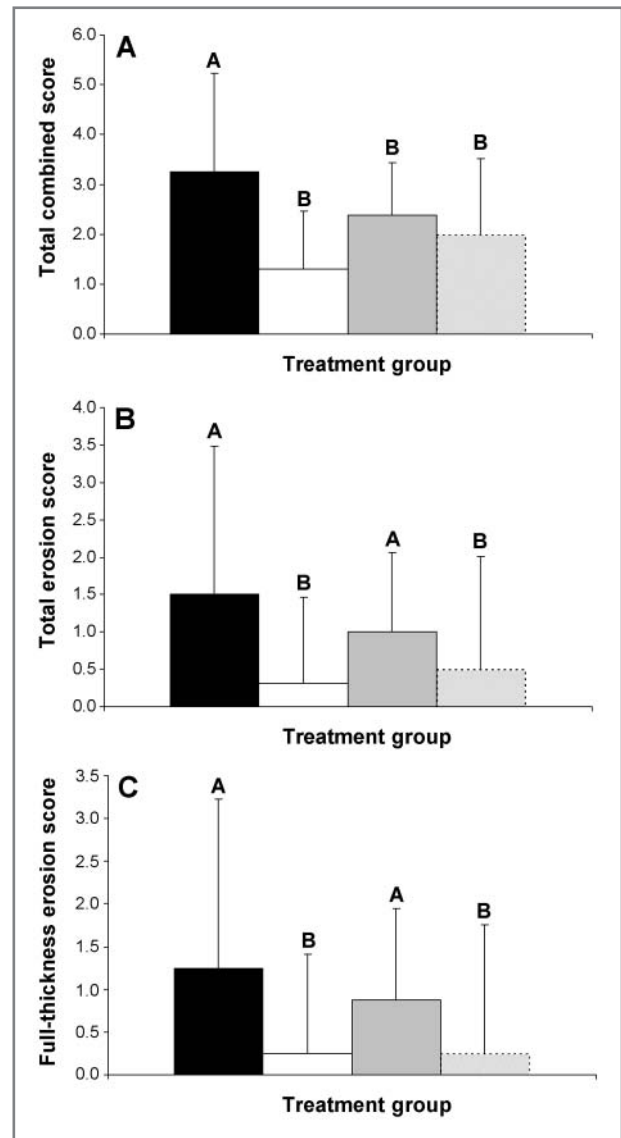 A
Total combined score
6.0
5.0
4.0
3.0
2.0
1.0
0.0
A
B
B
B
Treatment group
B
Total erosion score
4.0
3.5
3.0
2.5
2.0
1.5
1.0
0.5
0.0
A
B
A
B
Treatment group
C
Full-thickness erosion score
3.5
3.0
2.5
2.0
1.5
1.0
0.5
0.0
A
B
A
B
Treatment group